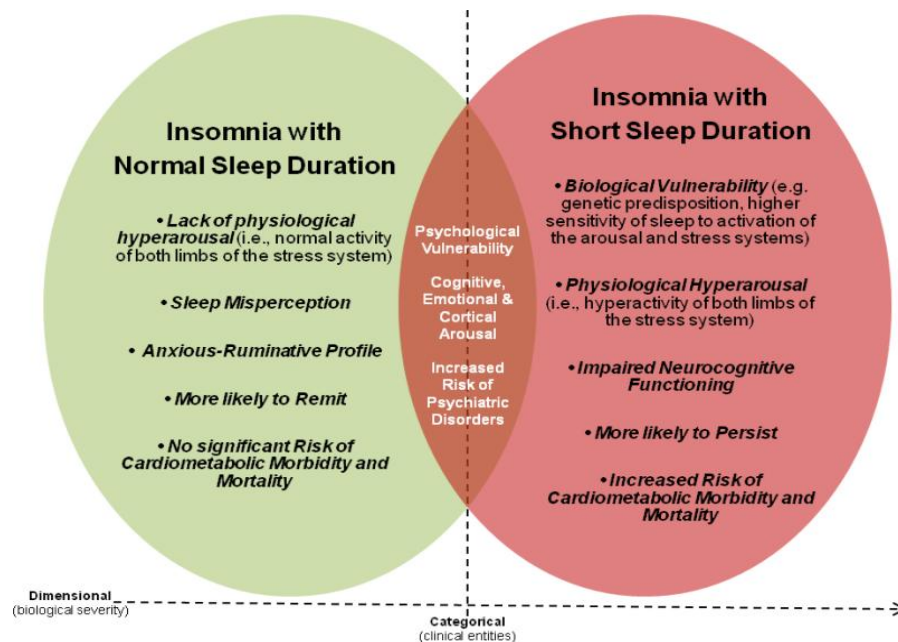 Insomnia with
Normal Sleep Duration
• Lack of physiological
hyperarousal (i.e., normal activity
of both limbs of the stress system)
• Sleep Misperception
• Anxious-Ruminative Profile
• More likely to Remit
• No significant Risk of
Cardiometabolic Morbidity and
Mortality
Psychological
Vulnerability
Cognitive,
Emotional &
Cortical
Arousal
Increased
Risk of
Psychiatric
Disorders
Insomnia with
Short Sleep Duration
• Biological Vulnerability (e.g.
genetic predisposition, higher
sensitivity of sleep to activation of
the arousal and stress systems)
• Physiological Hyperarousal
(i.e., hyperactivity of both limbs of
the stress system)
• Impaired Neurocognitive
Functioning
• More likely to Persist
• Increased Risk of
Cardiometabolic Morbidity and
Mortality
Dimensional
(biological severity)
Categorical
(clinical entities)